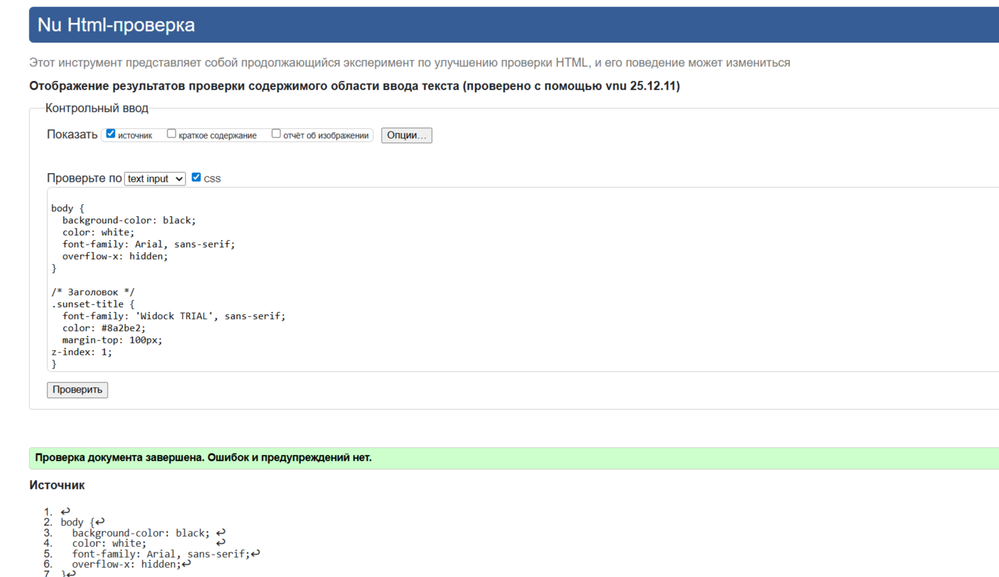 Nu Html-проверка
Этот инструмент представляет собой продолжающийся эксперимент по улучшению проверки HTML, и его поведение может измениться
Отображение результатов проверки содержимого области ввода текста (проверено с помощью vnu 25.12.11)
Контрольный ввод
Показать источник краткое содержание отчёт об изображении Опции...
Проверьте по text input CSS
body {
  background-color: black;
  color: white;
  font-family: Arial, sans-serif;
  overflow-x: hidden;
}
/* Заголовок */
.sunset-title {
  font-family: 'Widock TRIAL', sans-serif;
  color: #8a2be2;
  margin-top: 100px;
z-index: 1;
}
Проверить
Проверка документа завершена. Ошибок и предупреждений нет.
Источник
1. ↩
2. body {↩
3.   background-color: black; ↩
4.   color: white;            ↩
5.   font-family: Arial, sans-serif;↩
6.   overflow-x: hidden;↩
7. }↩